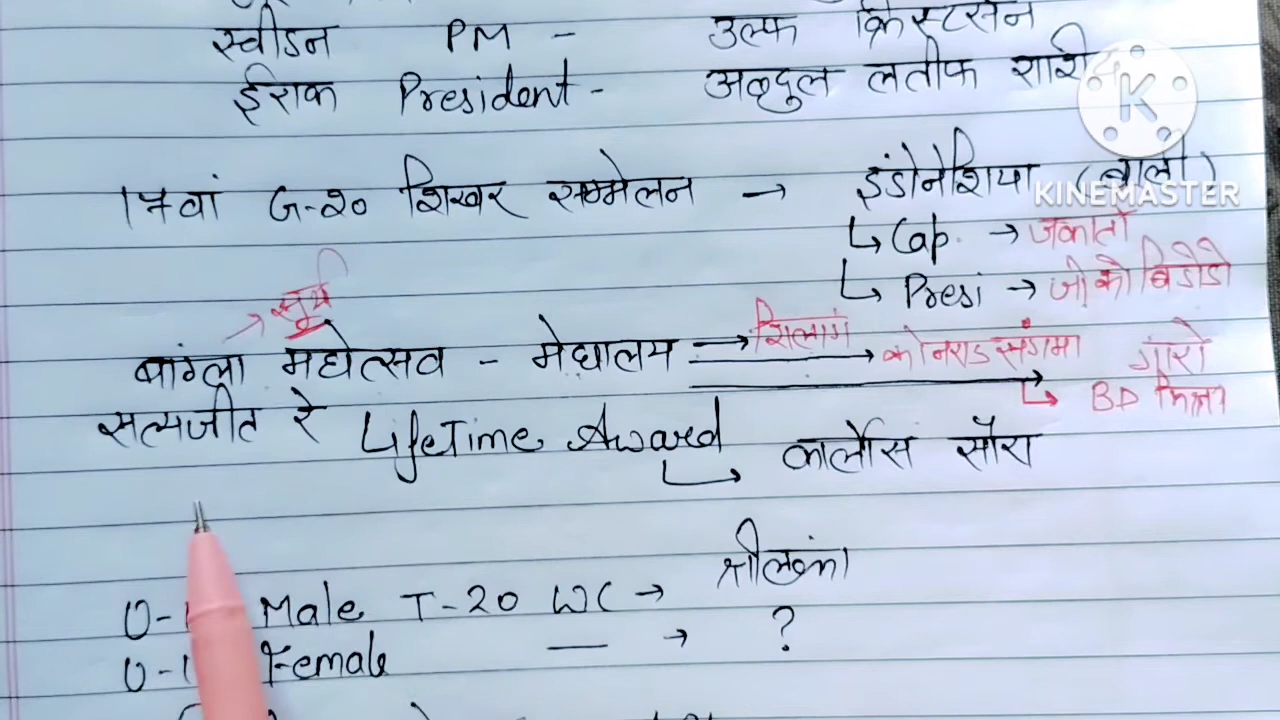 स्वीडन PM - उल्फ क्रिस्टर्सन
ईराक President - अब्दुल लतीफ
17वां G-20 शिखर सम्मेलन → इंडोनेशिया (बाली)
KINEMASTER
↳ Cap. → जकार्ता
↳ Presi → जोको विडोडो
→ सूर्य
बांग्ला महोत्सव - मेघालय → शिलांग → कोनराड संगमा गारो
↳ BD मिश्रा
सत्यजीत रे LifeTime Award ↳ कार्लोस सौरा
Male T-20 WC → श्रीलंका
Female — → ?